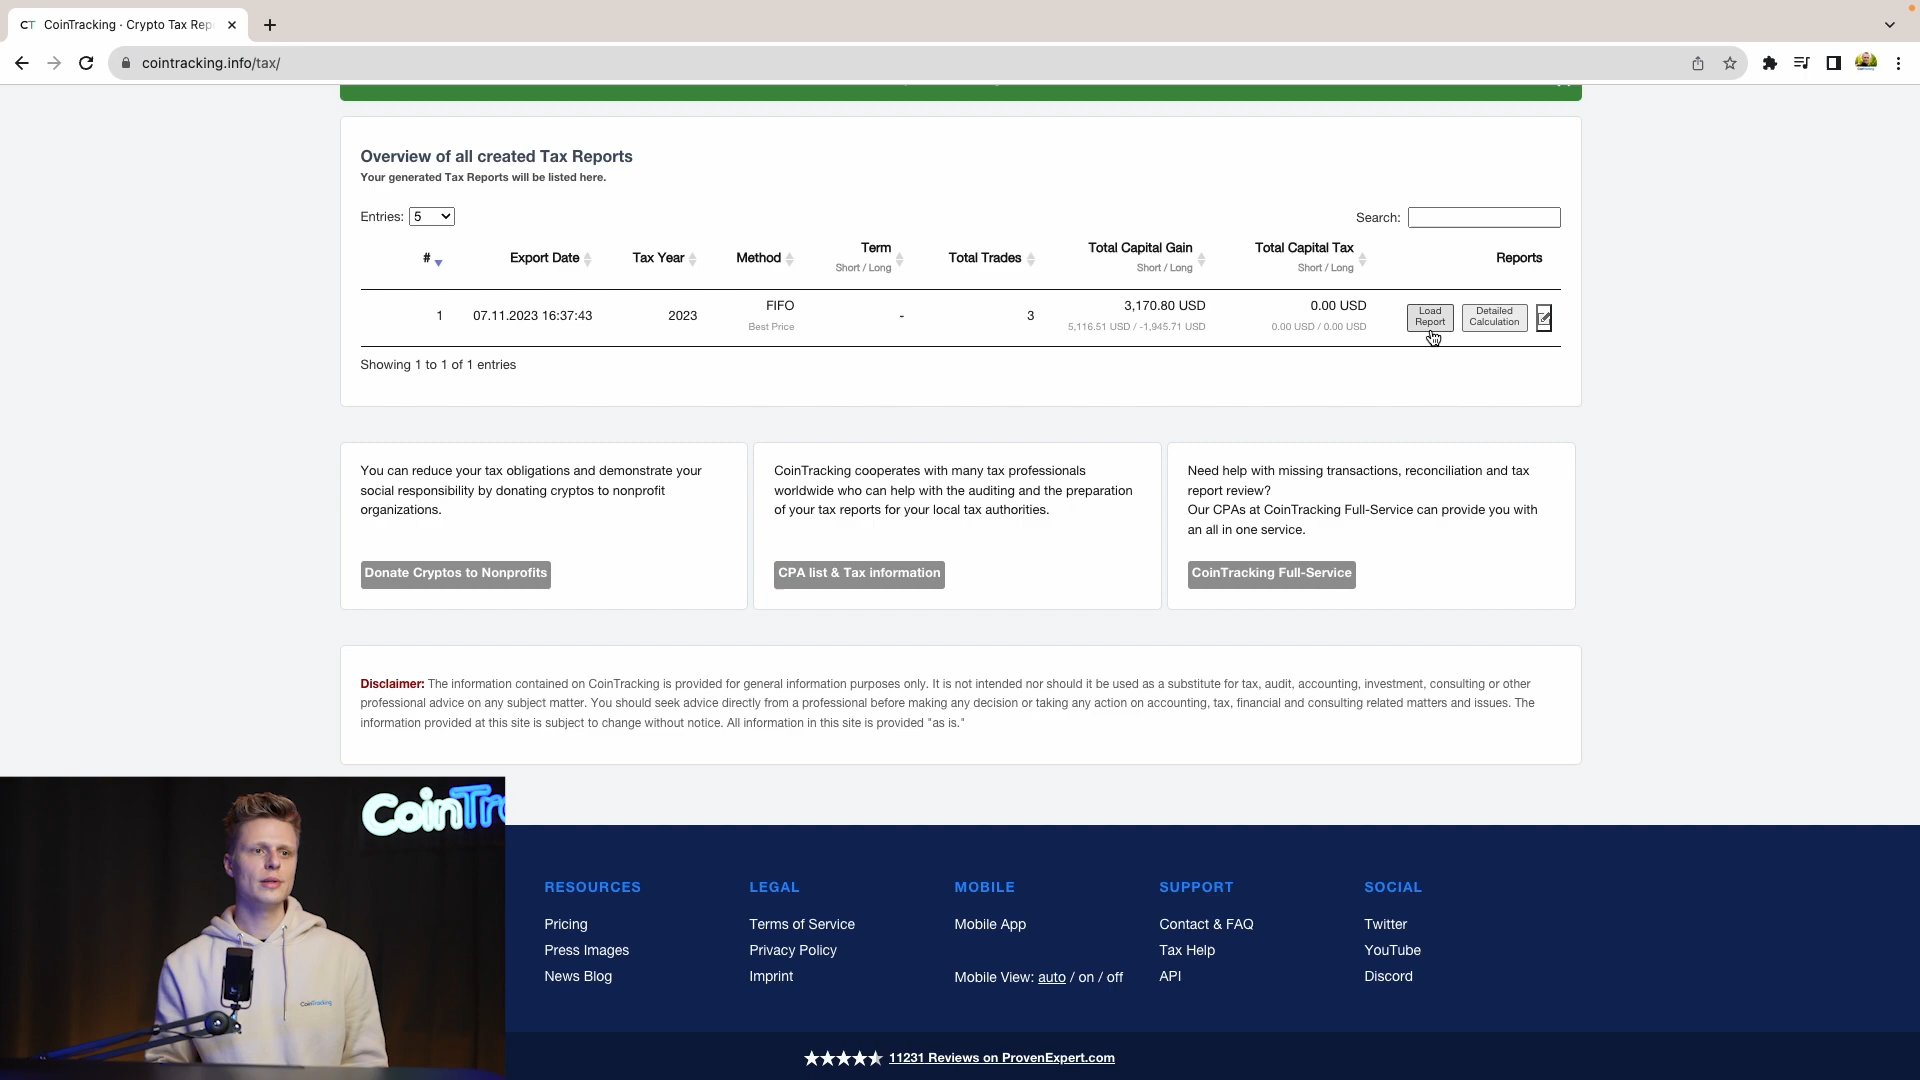 CT CoinTracking · Crypto Tax Rep
cointracking.info/tax/
Overview of all created Tax Reports
Your generated Tax Reports will be listed here.
Entries: 5
Search:
# Export Date Tax Year Method Term Short / Long Total Trades Total Capital Gain Short / Long Total Capital Tax Short / Long Reports
1 07.11.2023 16:37:43 2023 FIFO Best Price - 3 3,170.80 USD 5,116.51 USD / -1,945.71 USD 0.00 USD 0.00 USD / 0.00 USD Load Report Detailed Calculation
Showing 1 to 1 of 1 entries
You can reduce your tax obligations and demonstrate your
social responsibility by donating cryptos to nonprofit
organizations.
Donate Cryptos to Nonprofits
CoinTracking cooperates with many tax professionals
worldwide who can help with the auditing and the preparation
of your tax reports for your local tax authorities.
CPA list & Tax information
Need help with missing transactions, reconciliation and tax
report review?
Our CPAs at CoinTracking Full-Service can provide you with
an all in one service.
CoinTracking Full-Service
Disclaimer: The information contained on CoinTracking is provided for general information purposes only. It is not intended nor should it be used as a substitute for tax, audit, accounting, investment, consulting or other
professional advice on any subject matter. You should seek advice directly from a professional before making any decision or taking any action on accounting, tax, financial and consulting related matters and issues. The
information provided at this site is subject to change without notice. All information in this site is provided "as is."
CoinTr
CoinTracking
RESOURCES
Pricing
Press Images
News Blog
LEGAL
Terms of Service
Privacy Policy
Imprint
MOBILE
Mobile App
Mobile View: auto / on / off
SUPPORT
Contact & FAQ
Tax Help
API
SOCIAL
Twitter
YouTube
Discord
11231 Reviews on ProvenExpert.com